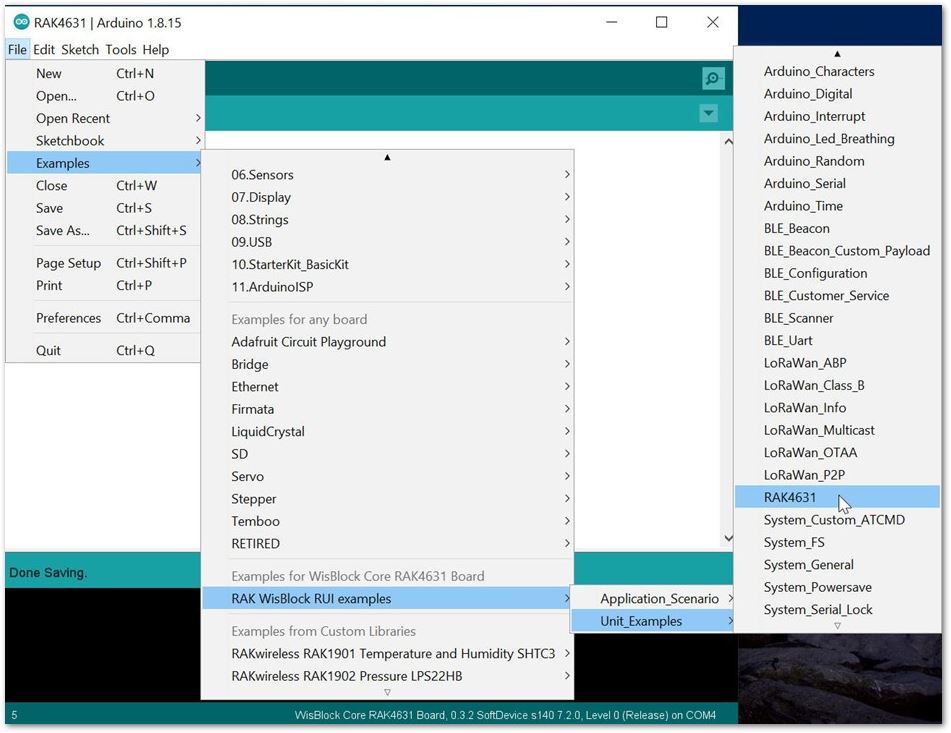 RAK4631 | Arduino 1.8.15
File Edit Sketch Tools Help
New Ctrl+N
Open... Ctrl+O
Open Recent
Sketchbook
Examples
Close Ctrl+W
Save Ctrl+S
Save As... Ctrl+Shift+S
Page Setup Ctrl+Shift+P
Print Ctrl+P
Preferences Ctrl+Comma
Quit Ctrl+Q
06.Sensors
07.Display
08.Strings
09.USB
10.StarterKit_BasicKit
11.ArduinoISP
Examples for any board
Adafruit Circuit Playground
Bridge
Ethernet
Firmata
LiquidCrystal
SD
Servo
Stepper
Temboo
RETIRED
Examples for WisBlock Core RAK4631 Board
RAK WisBlock RUI examples
Examples from Custom Libraries
RAKwireless RAK1901 Temperature and Humidity SHTC3
RAKwireless RAK1902 Pressure LPS22HB
Application_Scenario
Unit_Examples
Arduino_Characters
Arduino_Digital
Arduino_Interrupt
Arduino_Led_Breathing
Arduino_Random
Arduino_Serial
Arduino_Time
BLE_Beacon
BLE_Beacon_Custom_Payload
BLE_Configuration
BLE_Customer_Service
BLE_Scanner
BLE_Uart
LoRaWan_ABP
LoRaWan_Class_B
LoRaWan_Info
LoRaWan_Multicast
LoRaWan_OTAA
LoRaWan_P2P
RAK4631
System_Custom_ATCMD
System_FS
System_General
System_Powersave
System_Serial_Lock
Done Saving.
5 WisBlock Core RAK4631 Board, 0.3.2 SoftDevice s140 7.2.0, Level 0 (Release) on COM4